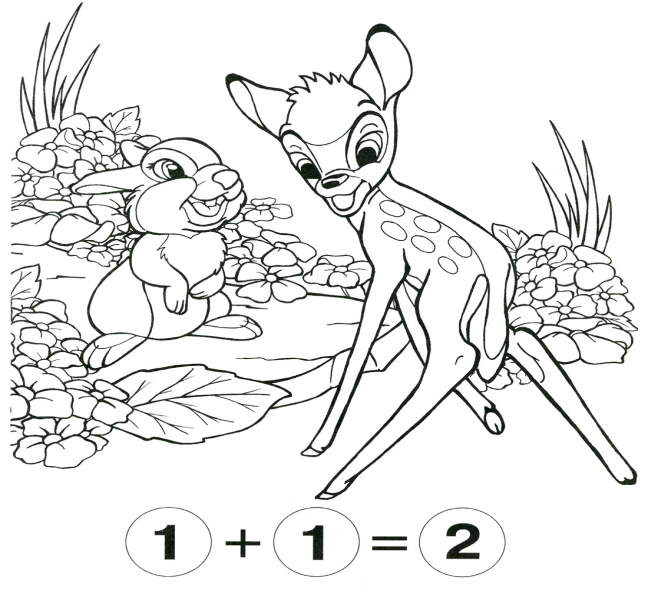 1 + 1 = 2